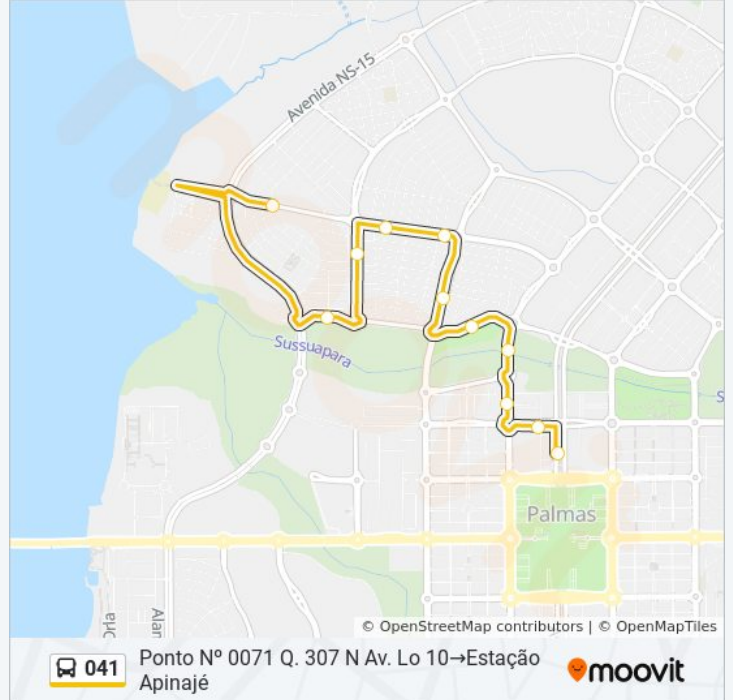 Avenida NS-15
Sussuapara
S
Palmas
Orla
Alar
© OpenStreetMap contributors | © OpenMapTiles
041
Ponto Nº 0071 Q. 307 N Av. Lo 10→Estação
Apinajé
moovit